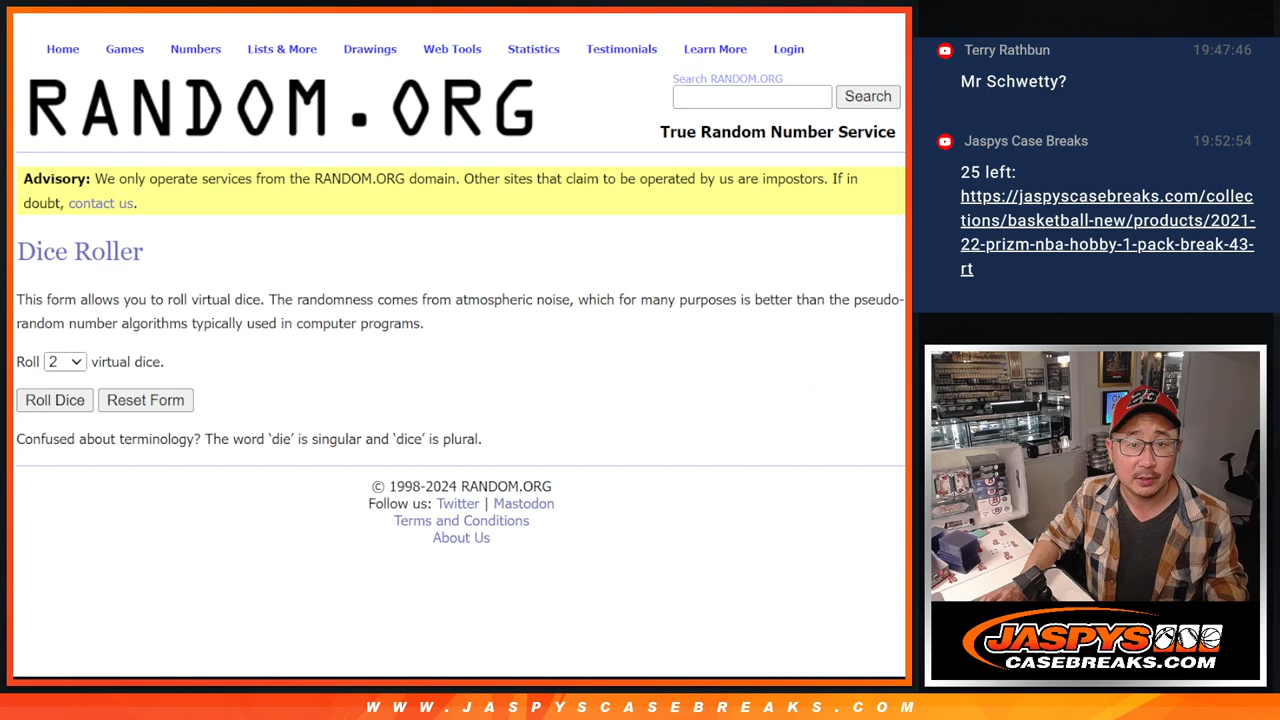 Home Games Numbers Lists & More Drawings Web Tools Statistics Testimonials Learn More Login
RANDOM.ORG
Search RANDOM.ORG
Search
True Random Number Service
Advisory: We only operate services from the RANDOM.ORG domain. Other sites that claim to be operated by us are impostors. If in
doubt, contact us.
Dice Roller
This form allows you to roll virtual dice. The randomness comes from atmospheric noise, which for many purposes is better than the pseudo-
random number algorithms typically used in computer programs.
Roll 2 virtual dice.
Roll Dice Reset Form
Confused about terminology? The word ‘die’ is singular and ‘dice’ is plural.
© 1998-2024 RANDOM.ORG
Follow us: Twitter | Mastodon
Terms and Conditions
About Us
Terry Rathbun 19:47:46
Mr Schwetty?
Jaspys Case Breaks 19:52:54
25 left:
https://jaspyscasebreaks.com/collec
tions/basketball-new/products/2021-
22-prizm-nba-hobby-1-pack-break-43-
rt
23
JASPYS
CASEBREAKS.COM
WWW.JASPYSCASEBREAKS.COM